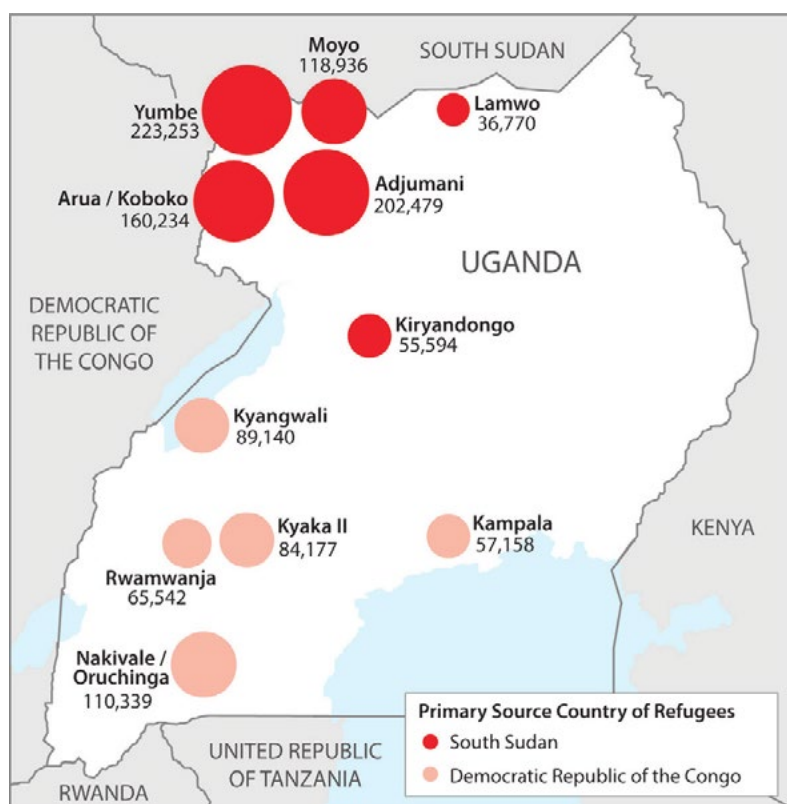 Moyo
118,936
SOUTH SUDAN
Yumbe
223,253
Lamwo
36,770
Arua / Koboko
160,234
Adjumani
202,479
UGANDA
DEMOCRATIC
REPUBLIC OF
THE CONGO
Kiryandongo
55,594
Kyangwali
89,140
Kyaka II
84,177
Kampala
57,158
KENYA
Rwamwanja
65,542
Nakivale /
Oruchinga
110,339
Primary Source Country of Refugees
South Sudan
Democratic Republic of the Congo
UNITED REPUBLIC
OF TANZANIA
RWANDA